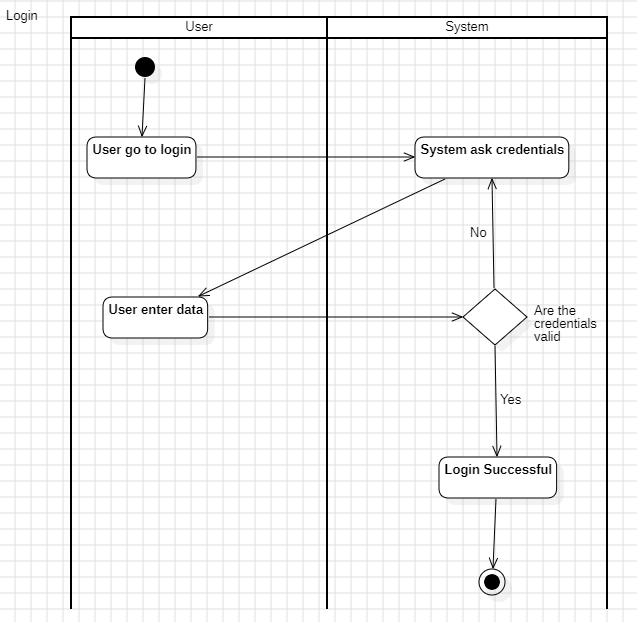 Login
User
System
User go to login
System ask credentials
No
User enter data
Are the
credentials
valid
Yes
Login Successful